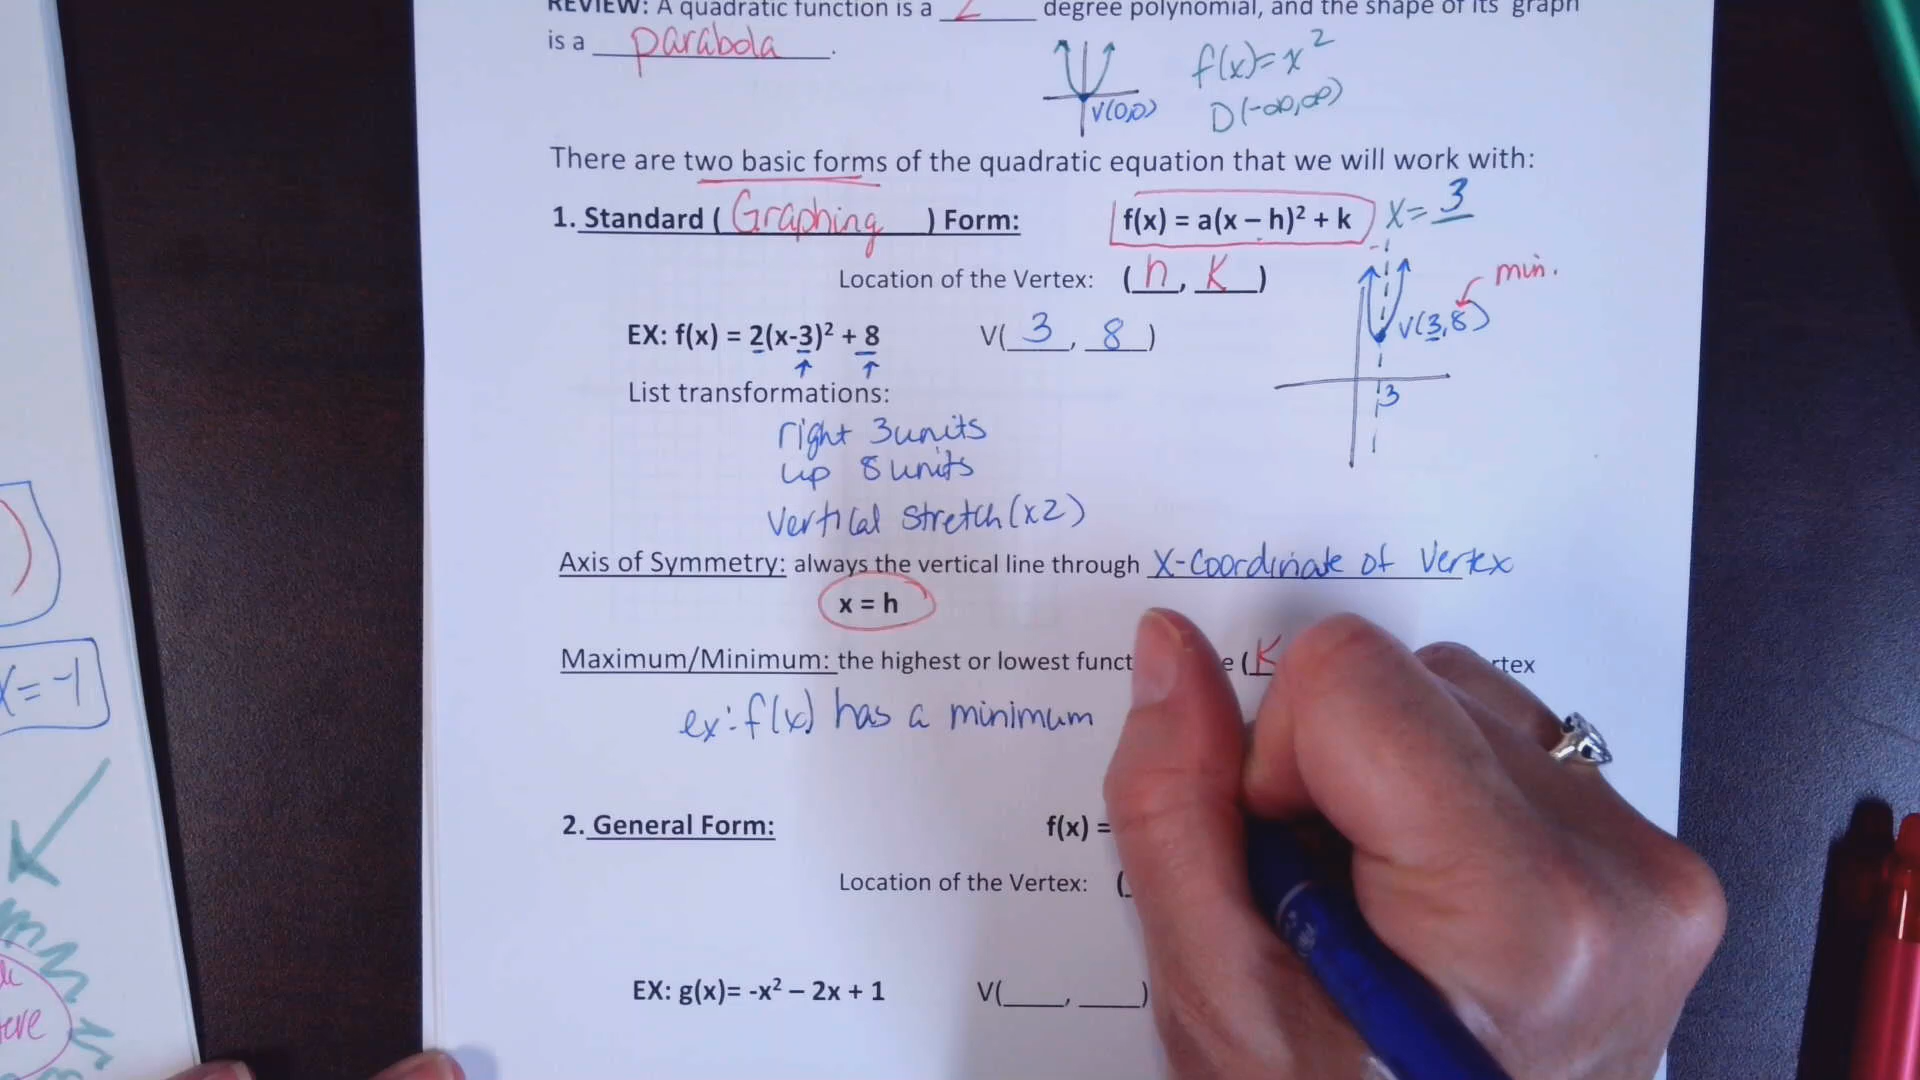 REVIEW: A quadratic function is a 2 degree polynomial, and the shape of its graph
is a parabola.
f(x)=x²
V(0,0)
D(-∞,∞)
There are two basic forms of the quadratic equation that we will work with:
1. Standard ( Graphing ) Form: f(x) = a(x – h)² + k x= 3
Location of the Vertex: ( h, K )
min.
EX: f(x) = 2(x-3)² + 8 V( 3, 8 )
V(3,8)
List transformations:
3
right 3 units
up 8 units
vertical stretch (x2)
Axis of Symmetry: always the vertical line through X-Coordinate of Vertex
x = h
Maximum/Minimum: the highest or lowest (K
ex: f(x) has a minimum
2. General Form: f(x) =
Location of the Vertex: (
EX: g(x)= -x² – 2x + 1 V(____, ____)
x=-1